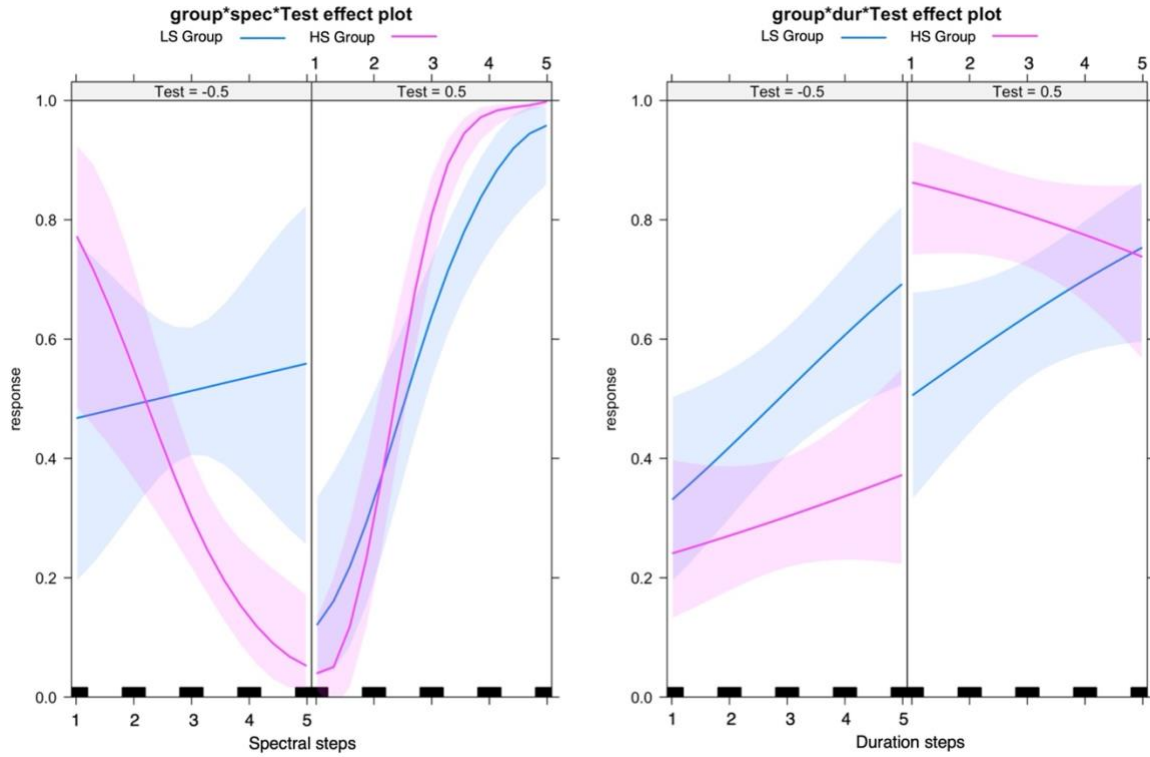 group*spec*Test effect plot
LS Group HS Group
1 2 3 4 5
Test = -0.5 Test = 0.5
1.0
0.8
0.6
0.4
0.2
0.0
response
1 2 3 4 5
Spectral steps
group*dur*Test effect plot
LS Group HS Group
1 2 3 4 5
Test = -0.5 Test = 0.5
1.0
0.8
0.6
0.4
0.2
0.0
response
1 2 3 4 5
Duration steps